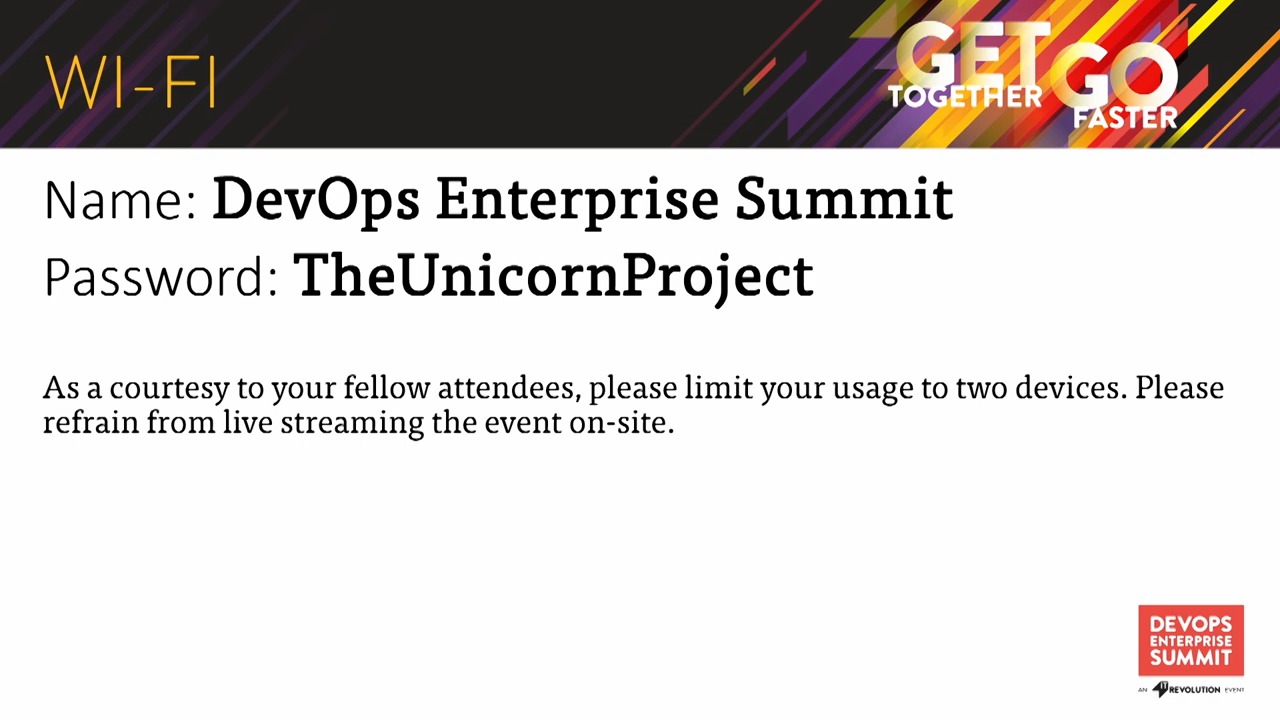 WI-FI
GET
TOGETHER
GO
FASTER
Name: DevOps Enterprise Summit
Password: TheUnicornProject
As a courtesy to your fellow attendees, please limit your usage to two devices. Please
refrain from live streaming the event on-site.
DEVOPS
ENTERPRISE
SUMMIT
AN IT REVOLUTION EVENT